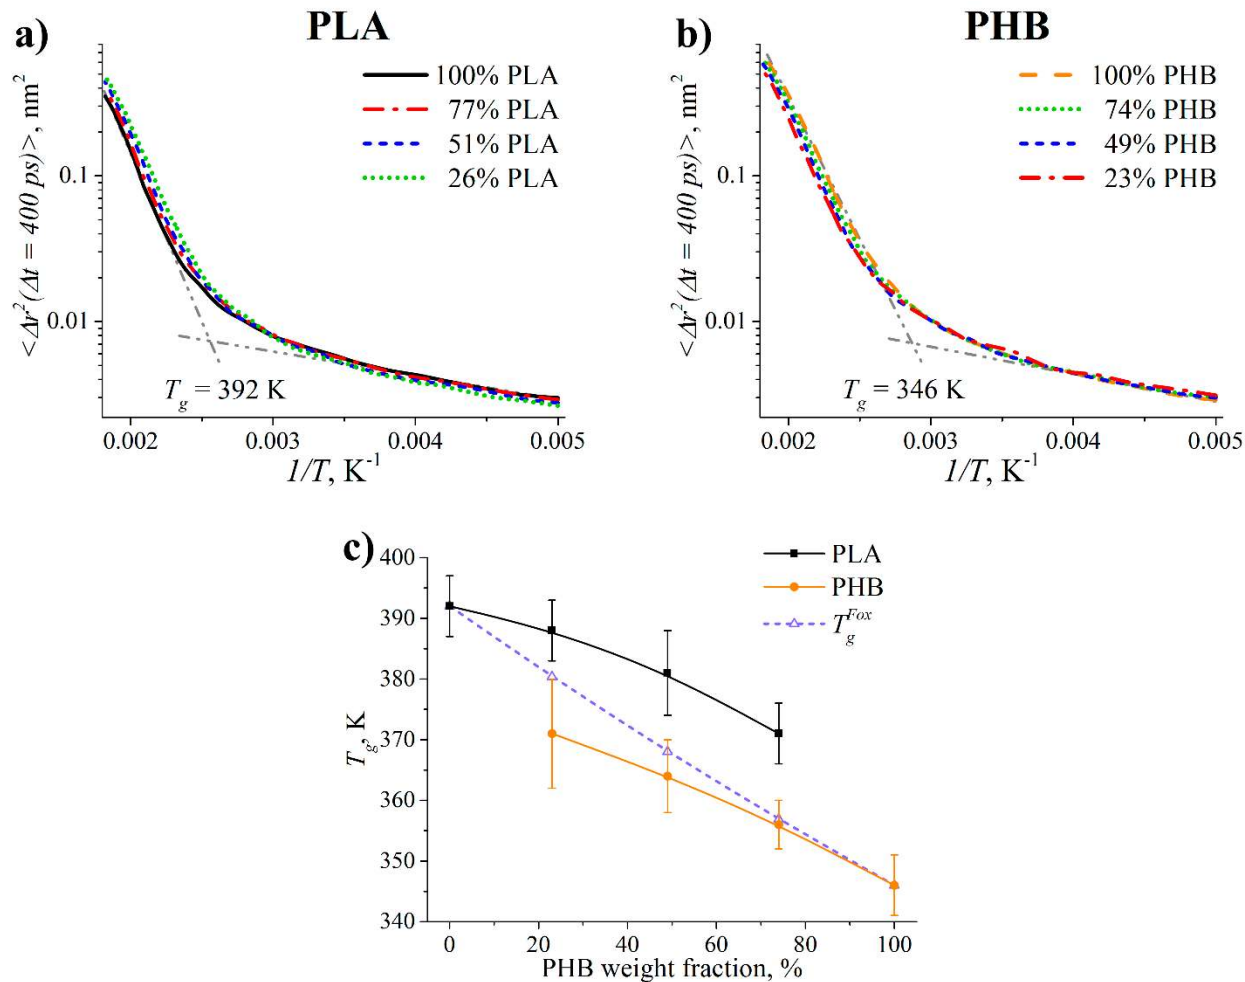 a)
PLA
100% PLA
77% PLA
51% PLA
26% PLA
<Δr² (Δt = 400 ps)>, nm²
0.1
0.01
T_g = 392 K
0.002 0.003 0.004 0.005
1/T, K⁻¹
b)
PHB
100% PHB
74% PHB
49% PHB
23% PHB
<Δr² (Δt = 400 ps)>, nm²
0.1
0.01
T_g = 346 K
0.002 0.003 0.004 0.005
1/T, K⁻¹
c)
PLA
PHB
T_g^Fox
T_g, K
400
390
380
370
360
350
340
0 20 40 60 80 100
PHB weight fraction, %